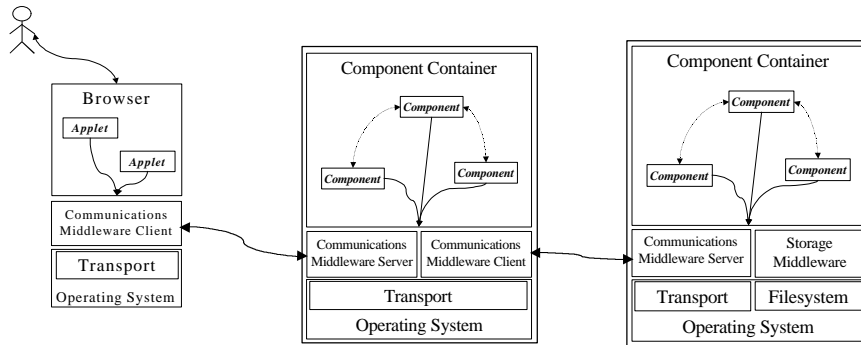 Browser
Applet
Applet
Communications
Middleware Client
Transport
Operating System
Component Container
Component
Component
Component
Communications
Middleware Server
Communications
Middleware Client
Transport
Operating System
Component Container
Component
Component
Component
Communications
Middleware Server
Storage
Middleware
Transport
Filesystem
Operating System